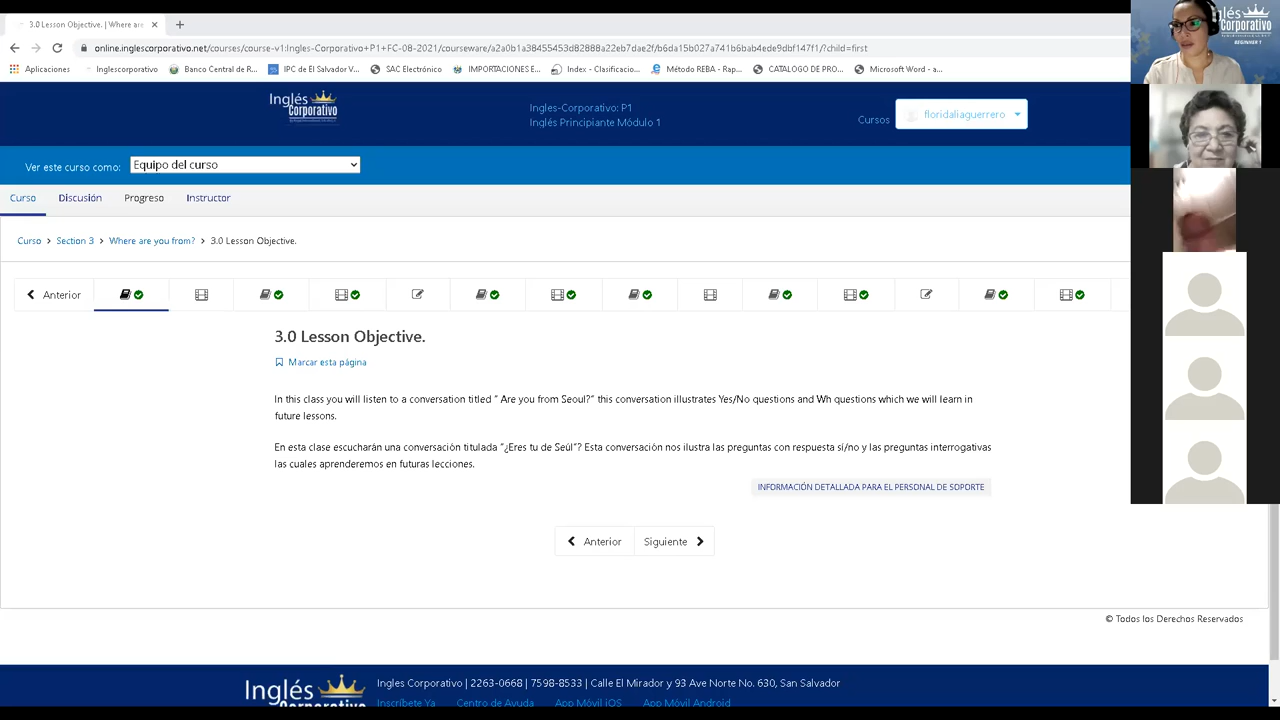 3.0 Lesson Objective. | Where are
online.inglescorporativo.net/courses/course-v1:Ingles-Corporativo+P1+FC-08-2021/courseware/a2a0b1a38455453d82888a22eb7dae2f/b6da15b027a741b6bab4ede9dbf147f1/?child=first
Aplicaciones Inglescorporativo Banco Central de R... IPC de El Salvador V... SAC Electrónico IMPORTACIONES E... Index - Clasificacio... Método REBA - Rap... CATALOGO DE PRO... Microsoft Word - a...
Inglés Corporativo
BEGINNER 1
Inglés Corporativo
Ingles-Corporativo: P1
Inglés Principiante Módulo 1
Cursos floridaliaguerrero
Ver este curso como: Equipo del curso
Curso Discusión Progreso Instructor
Curso > Section 3 > Where are you from? > 3.0 Lesson Objective.
Anterior
3.0 Lesson Objective.
Marcar esta página
In this class you will listen to a conversation titled " Are you from Seoul?" this conversation illustrates Yes/No questions and Wh questions which we will learn in
future lessons.
En esta clase escucharán una conversación titulada "¿Eres tu de Seúl"? Esta conversación nos ilustra las preguntas con respuesta sí/no y las preguntas interrogativas
las cuales aprenderemos en futuras lecciones.
INFORMACIÓN DETALLADA PARA EL PERSONAL DE SOPORTE
Anterior Siguiente
© Todos los Derechos Reservados
Inglés Corporativo
Ingles Corporativo | 2263-0668 | 7598-8533 | Calle El Mirador y 93 Ave Norte No. 630, San Salvador
Inscríbete Ya Centro de Ayuda App Móvil iOS App Móvil Android